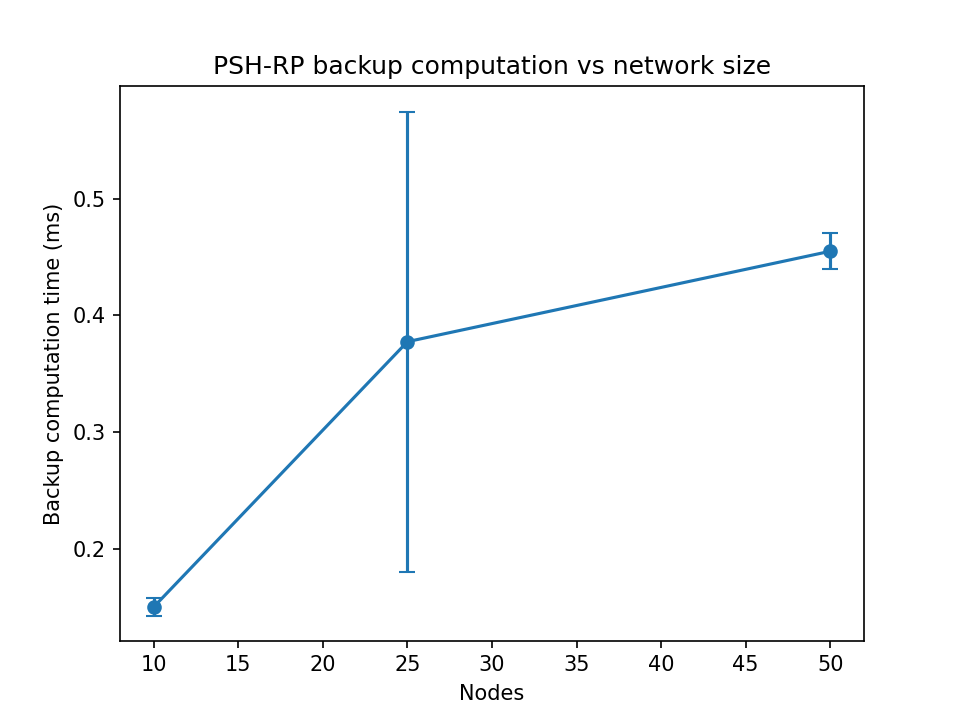 PSH-RP backup computation vs network size
Backup computation time (ms)
0.5
0.4
0.3
0.2
10 15 20 25 30 35 40 45 50
Nodes